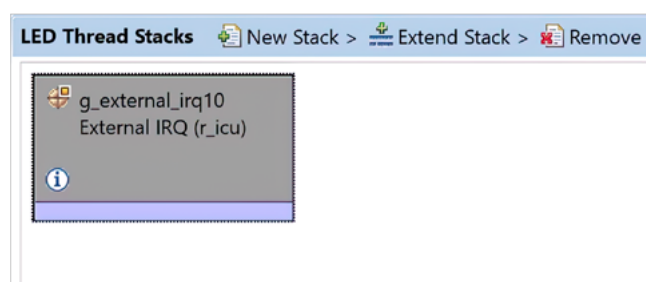 LED Thread Stacks New Stack > Extend Stack > Remove
g_external_irq10
External IRQ (r_icu)